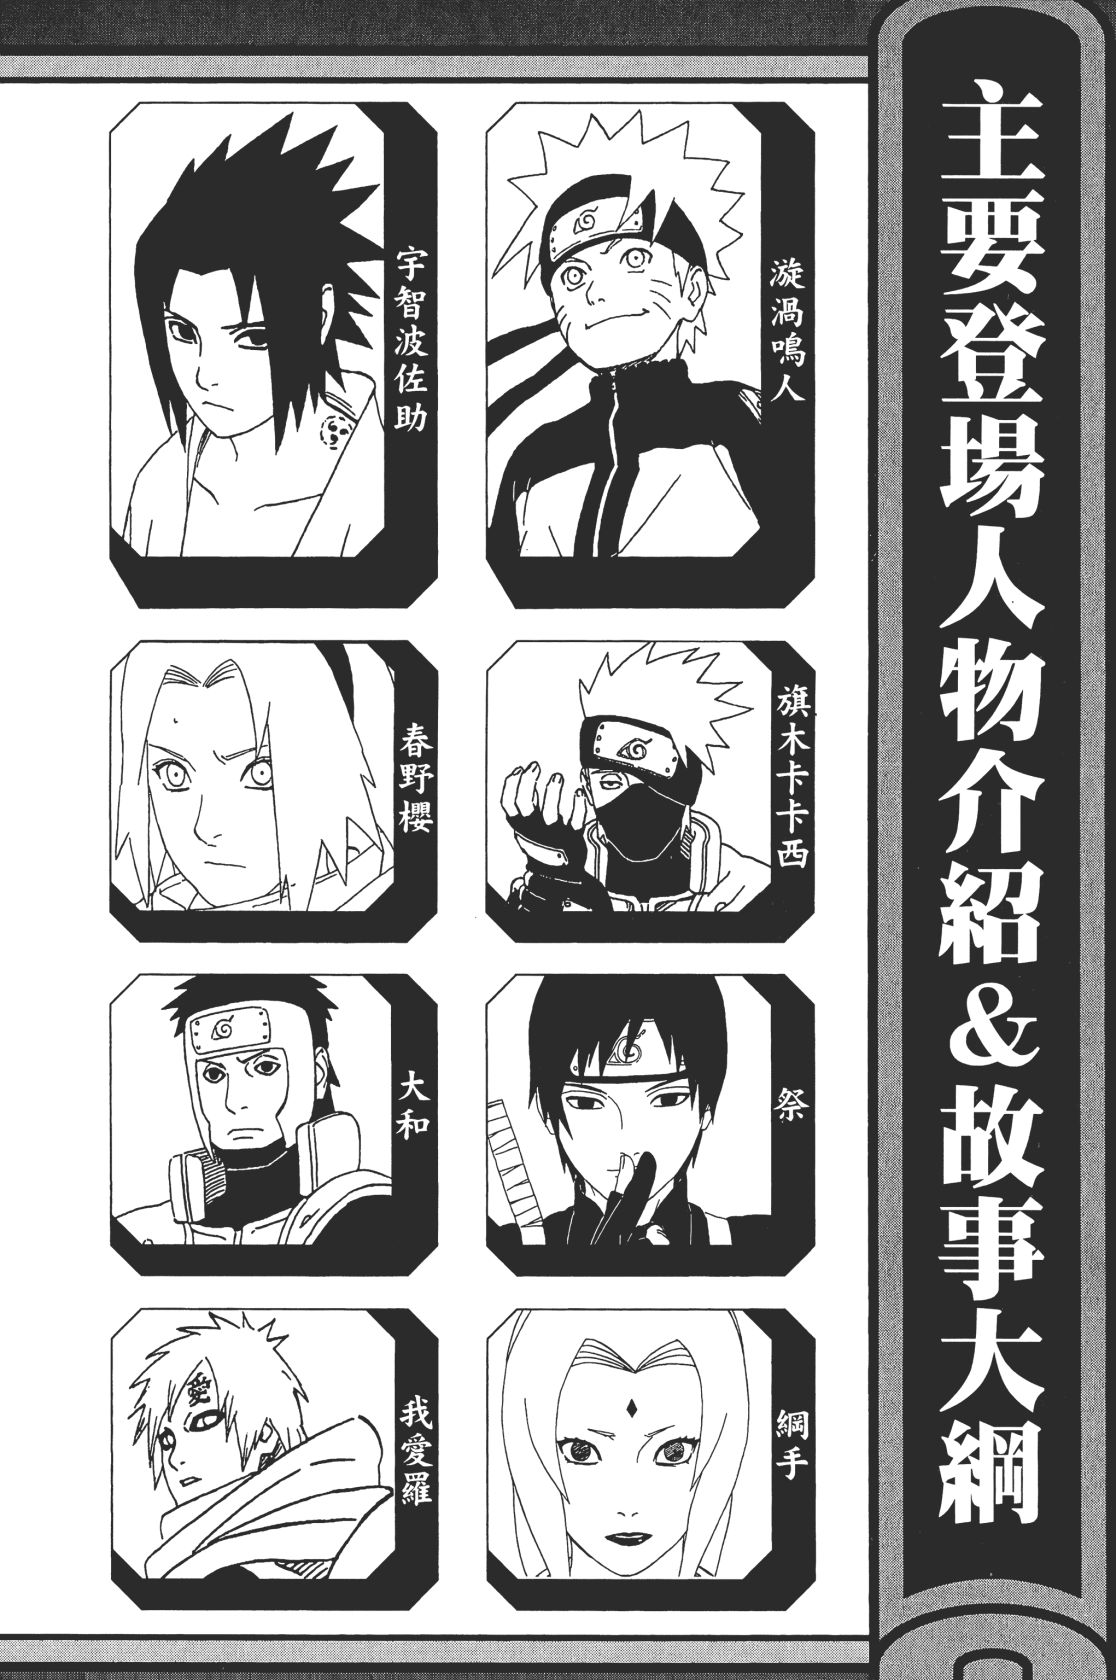 主要登場人物介紹&故事大綱
漩渦鳴人
宇智波佐助
旗木卡卡西
春野櫻
祭
大和
綱手
我愛羅
愛